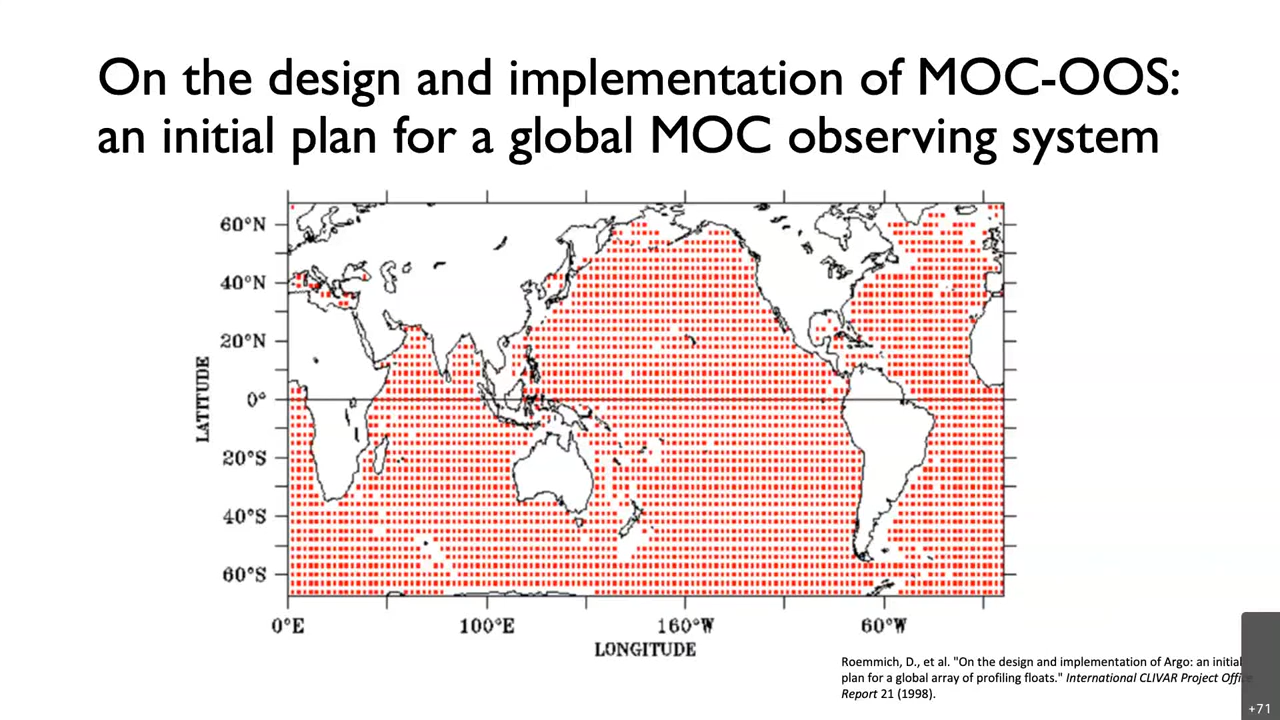 On the design and implementation of MOC-OOS:
an initial plan for a global MOC observing system
60°N
40°N
20°N
0°
20°S
40°S
60°S
LATITUDE
0°E
100°E
160°W
60°W
LONGITUDE
Roemmich, D., et al. "On the design and implementation of Argo: an initial
plan for a global array of profiling floats." International CLIVAR Project Office
Report 21 (1998).
+71